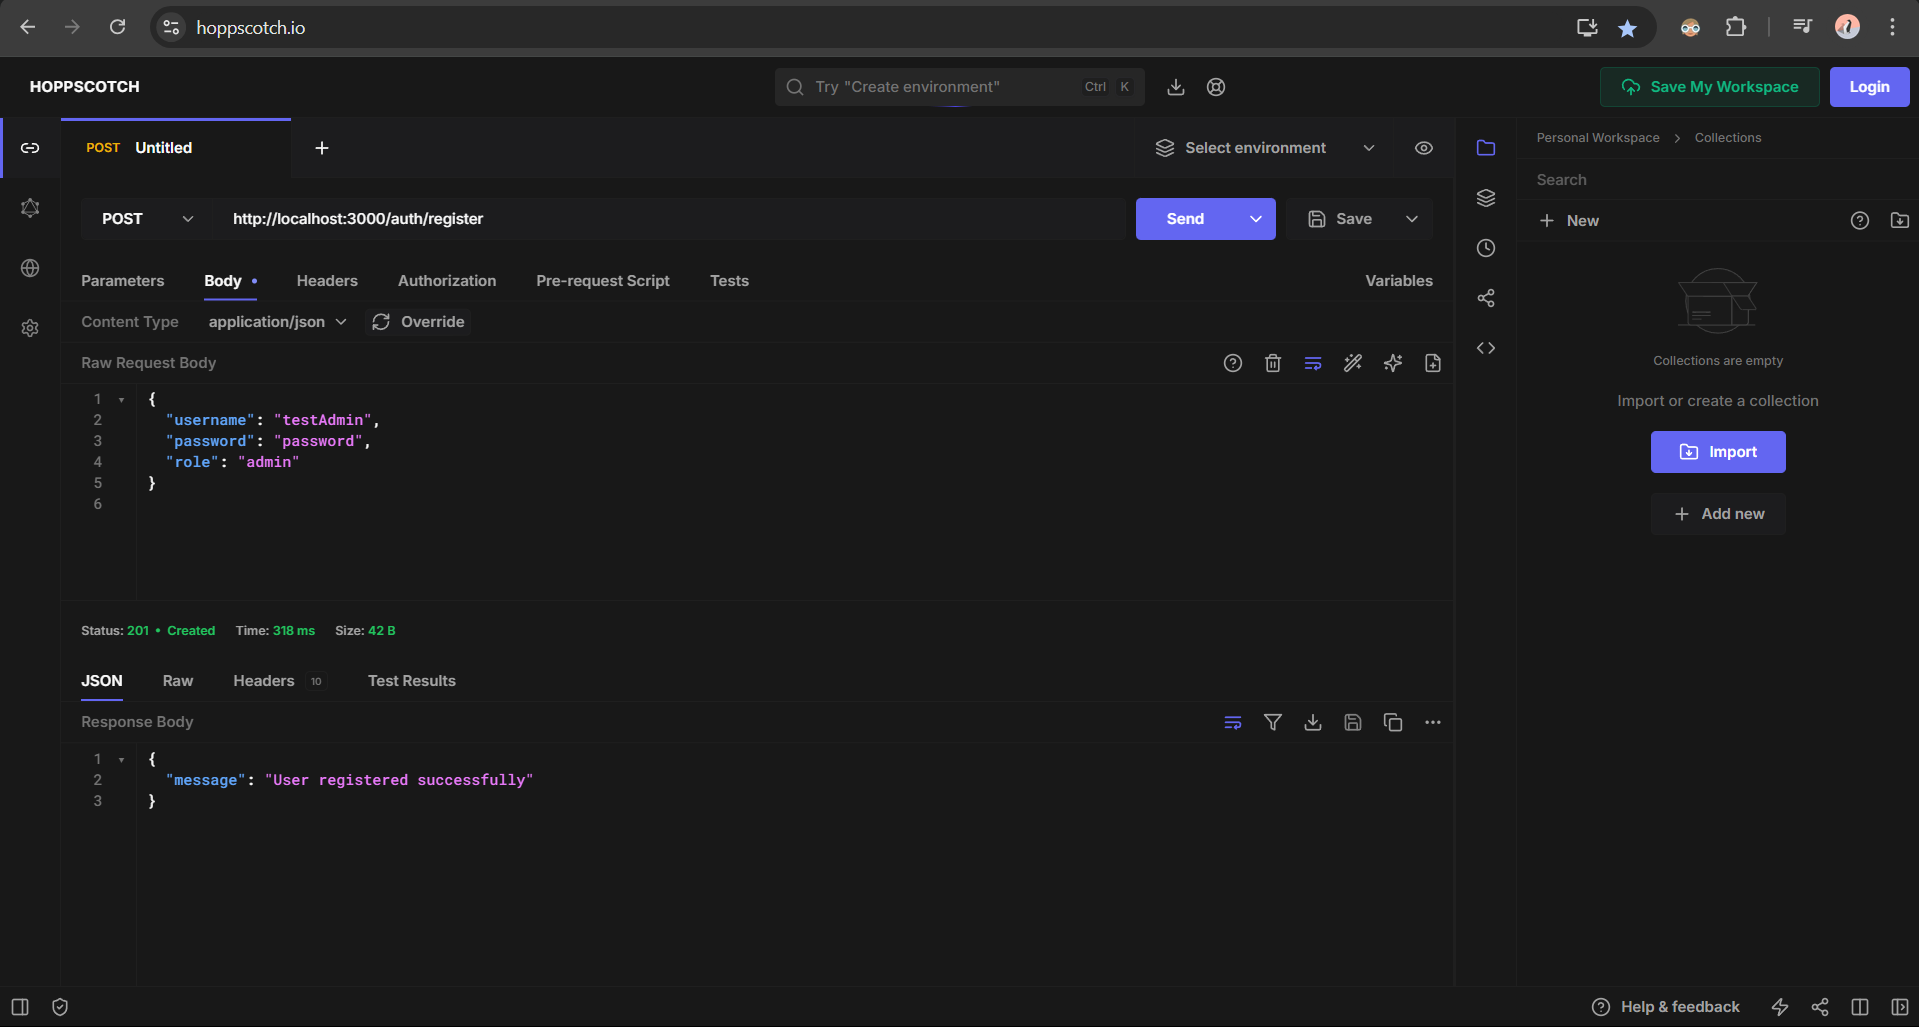 hoppscotch.io
HOPPSCOTCH
Try "Create environment"
Ctrl K
Save My Workspace
Login
POST Untitled
Select environment
Personal Workspace > Collections
Search
POST
http://localhost:3000/auth/register
Send
Save
New
Parameters
Body
Headers
Authorization
Pre-request Script
Tests
Variables
Content Type
application/json
Override
Raw Request Body
1 {
2 "username": "testAdmin",
3 "password": "password",
4 "role": "admin"
5 }
6
Collections are empty
Import or create a collection
Import
Add new
Status: 201 • Created Time: 318 ms Size: 42 B
JSON
Raw
Headers 10
Test Results
Response Body
1 {
2 "message": "User registered successfully"
3 }
Help & feedback